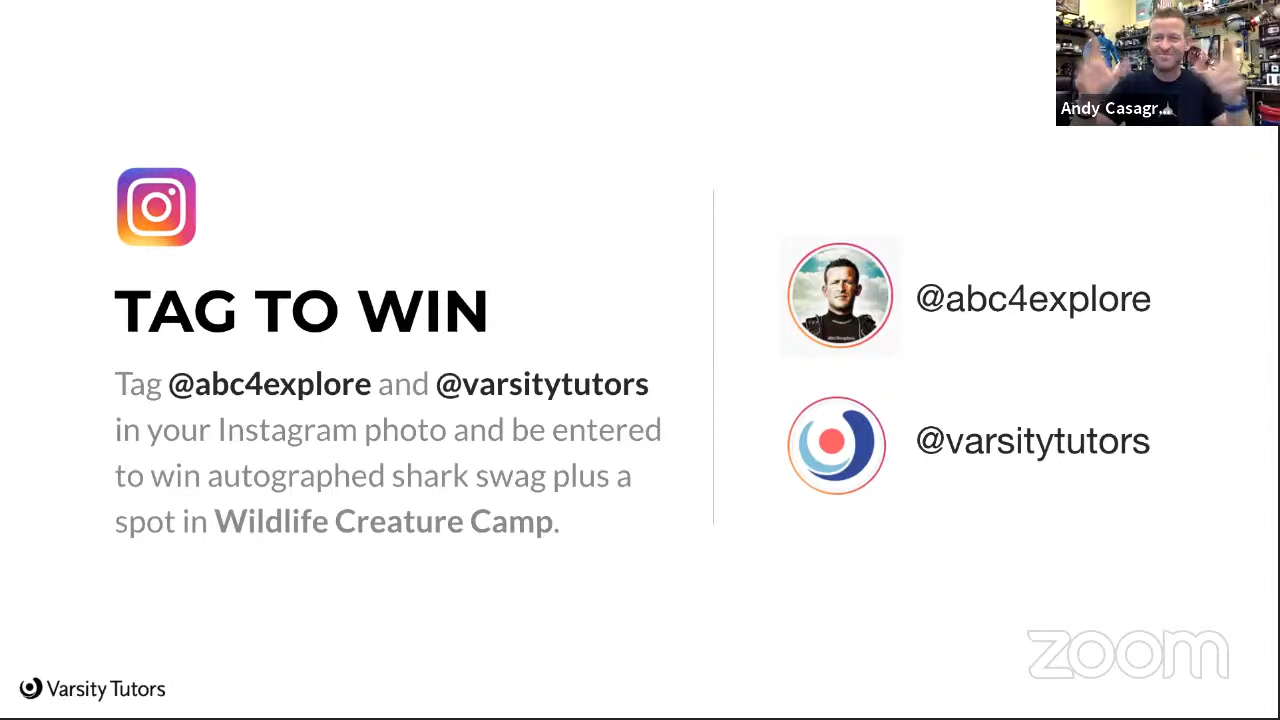 Andy Casagr...
TAG TO WIN
Tag @abc4explore and @varsitytutors
in your Instagram photo and be entered
to win autographed shark swag plus a
spot in Wildlife Creature Camp.
@abc4explore
@varsitytutors
zoom
Varsity Tutors